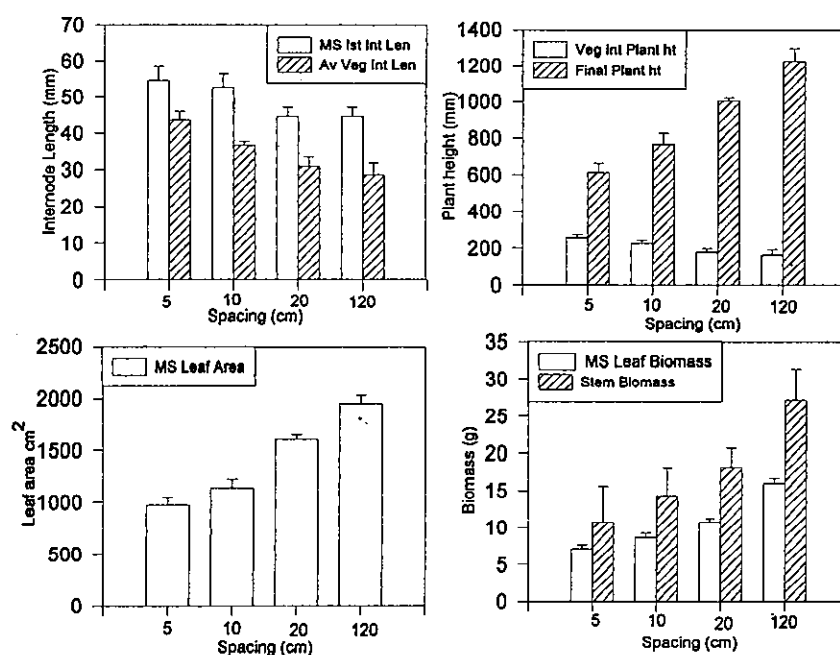 MS Ist Int Len
Av Veg Int Len
70
60
50
40
30
20
10
0
Internode Length (mm)
5 10 20 120
Spacing (cm)
Veg Int Plant ht
Final Plant ht
1400
1200
1000
800
600
400
200
0
Plant height (mm)
5 10 20 120
Spacing (cm)
MS Leaf Area
2500
2000
1500
1000
500
0
Leaf area cm²
5 10 20 120
Spacing (cm)
MS Leaf Biomass
Stem Biomass
35
30
25
20
15
10
5
0
Biomass (g)
5 10 20 120
Spacing (cm)